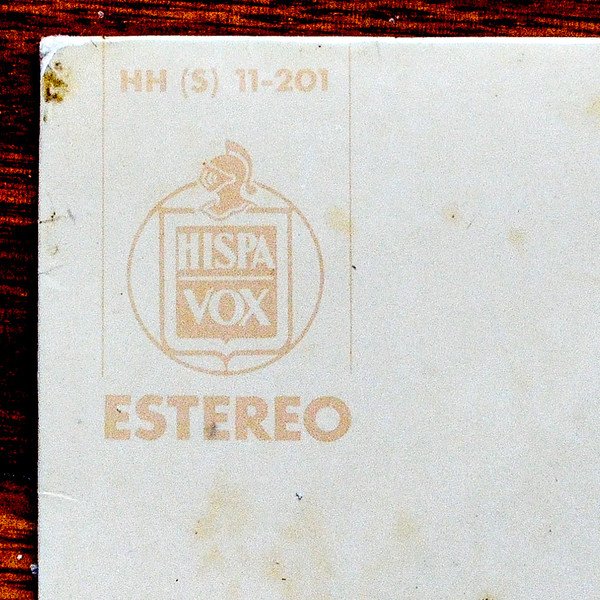 HH (S) 11-201
HISPA
VOX
ESTEREO